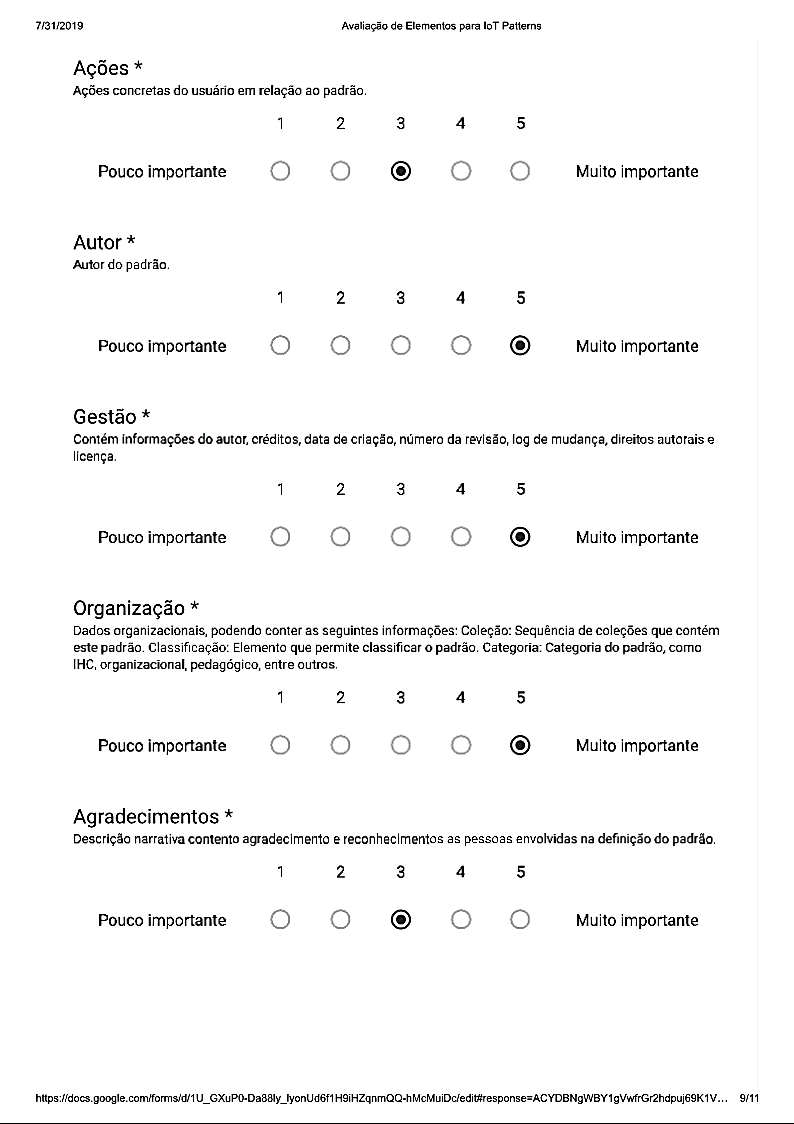 7/31/2019 Avaliação de Elementos para IoT Patterns
Ações *
Ações concretas do usuário em relação ao padrão.
1 2 3 4 5
Pouco importante Muito importante
Autor *
Autor do padrão.
1 2 3 4 5
Pouco importante Muito importante
Gestão *
Contém informações do autor, créditos, data de criação, número da revisão, log de mudança, direitos autorais e
licença.
1 2 3 4 5
Pouco importante Muito importante
Organização *
Dados organizacionais, podendo conter as seguintes informações: Coleção: Sequência de coleções que contém
este padrão. Classificação: Elemento que permite classificar o padrão. Categoria: Categoria do padrão, como
IHC, organizacional, pedagógico, entre outros.
1 2 3 4 5
Pouco importante Muito importante
Agradecimentos *
Descrição narrativa contento agradecimento e reconhecimentos as pessoas envolvidas na definição do padrão.
1 2 3 4 5
Pouco importante Muito importante
https://docs.google.com/forms/d/1U_GXuP0-Da88ly_lyonUd6f1H9iHZqnmQQ-hMcMuiDc/edit#response=ACYDBNgWBY1gVwfrGr2hdpuj69K1V... 9/11